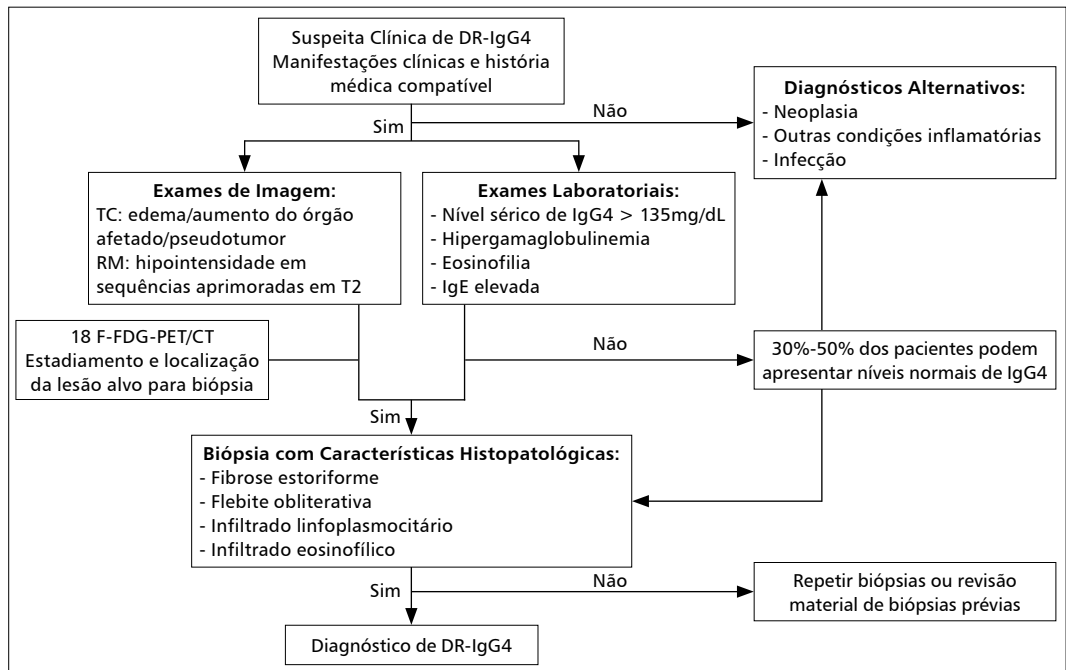 Suspeita Clínica de DR-IgG4
Manifestações clínicas e história
médica compatível
Não
Sim
Diagnósticos Alternativos:
- Neoplasia
- Outras condições inflamatórias
- Infecção
Exames de Imagem:
TC: edema/aumento do órgão
afetado/pseudotumor
RM: hipointensidade em
sequências aprimoradas em T2
Exames Laboratoriais:
- Nível sérico de IgG4 > 135mg/dL
- Hipergamaglobulinemia
- Eosinofilia
- IgE elevada
18 F-FDG-PET/CT
Estadiamento e localização
da lesão alvo para biópsia
Não
30%-50% dos pacientes podem
apresentar níveis normais de IgG4
Sim
Biópsia com Características Histopatológicas:
- Fibrose estoriforme
- Flebite obliterativa
- Infiltrado linfoplasmocitário
- Infiltrado eosinofílico
Sim
Não
Repetir biópsias ou revisão
material de biópsias prévias
Diagnóstico de DR-IgG4